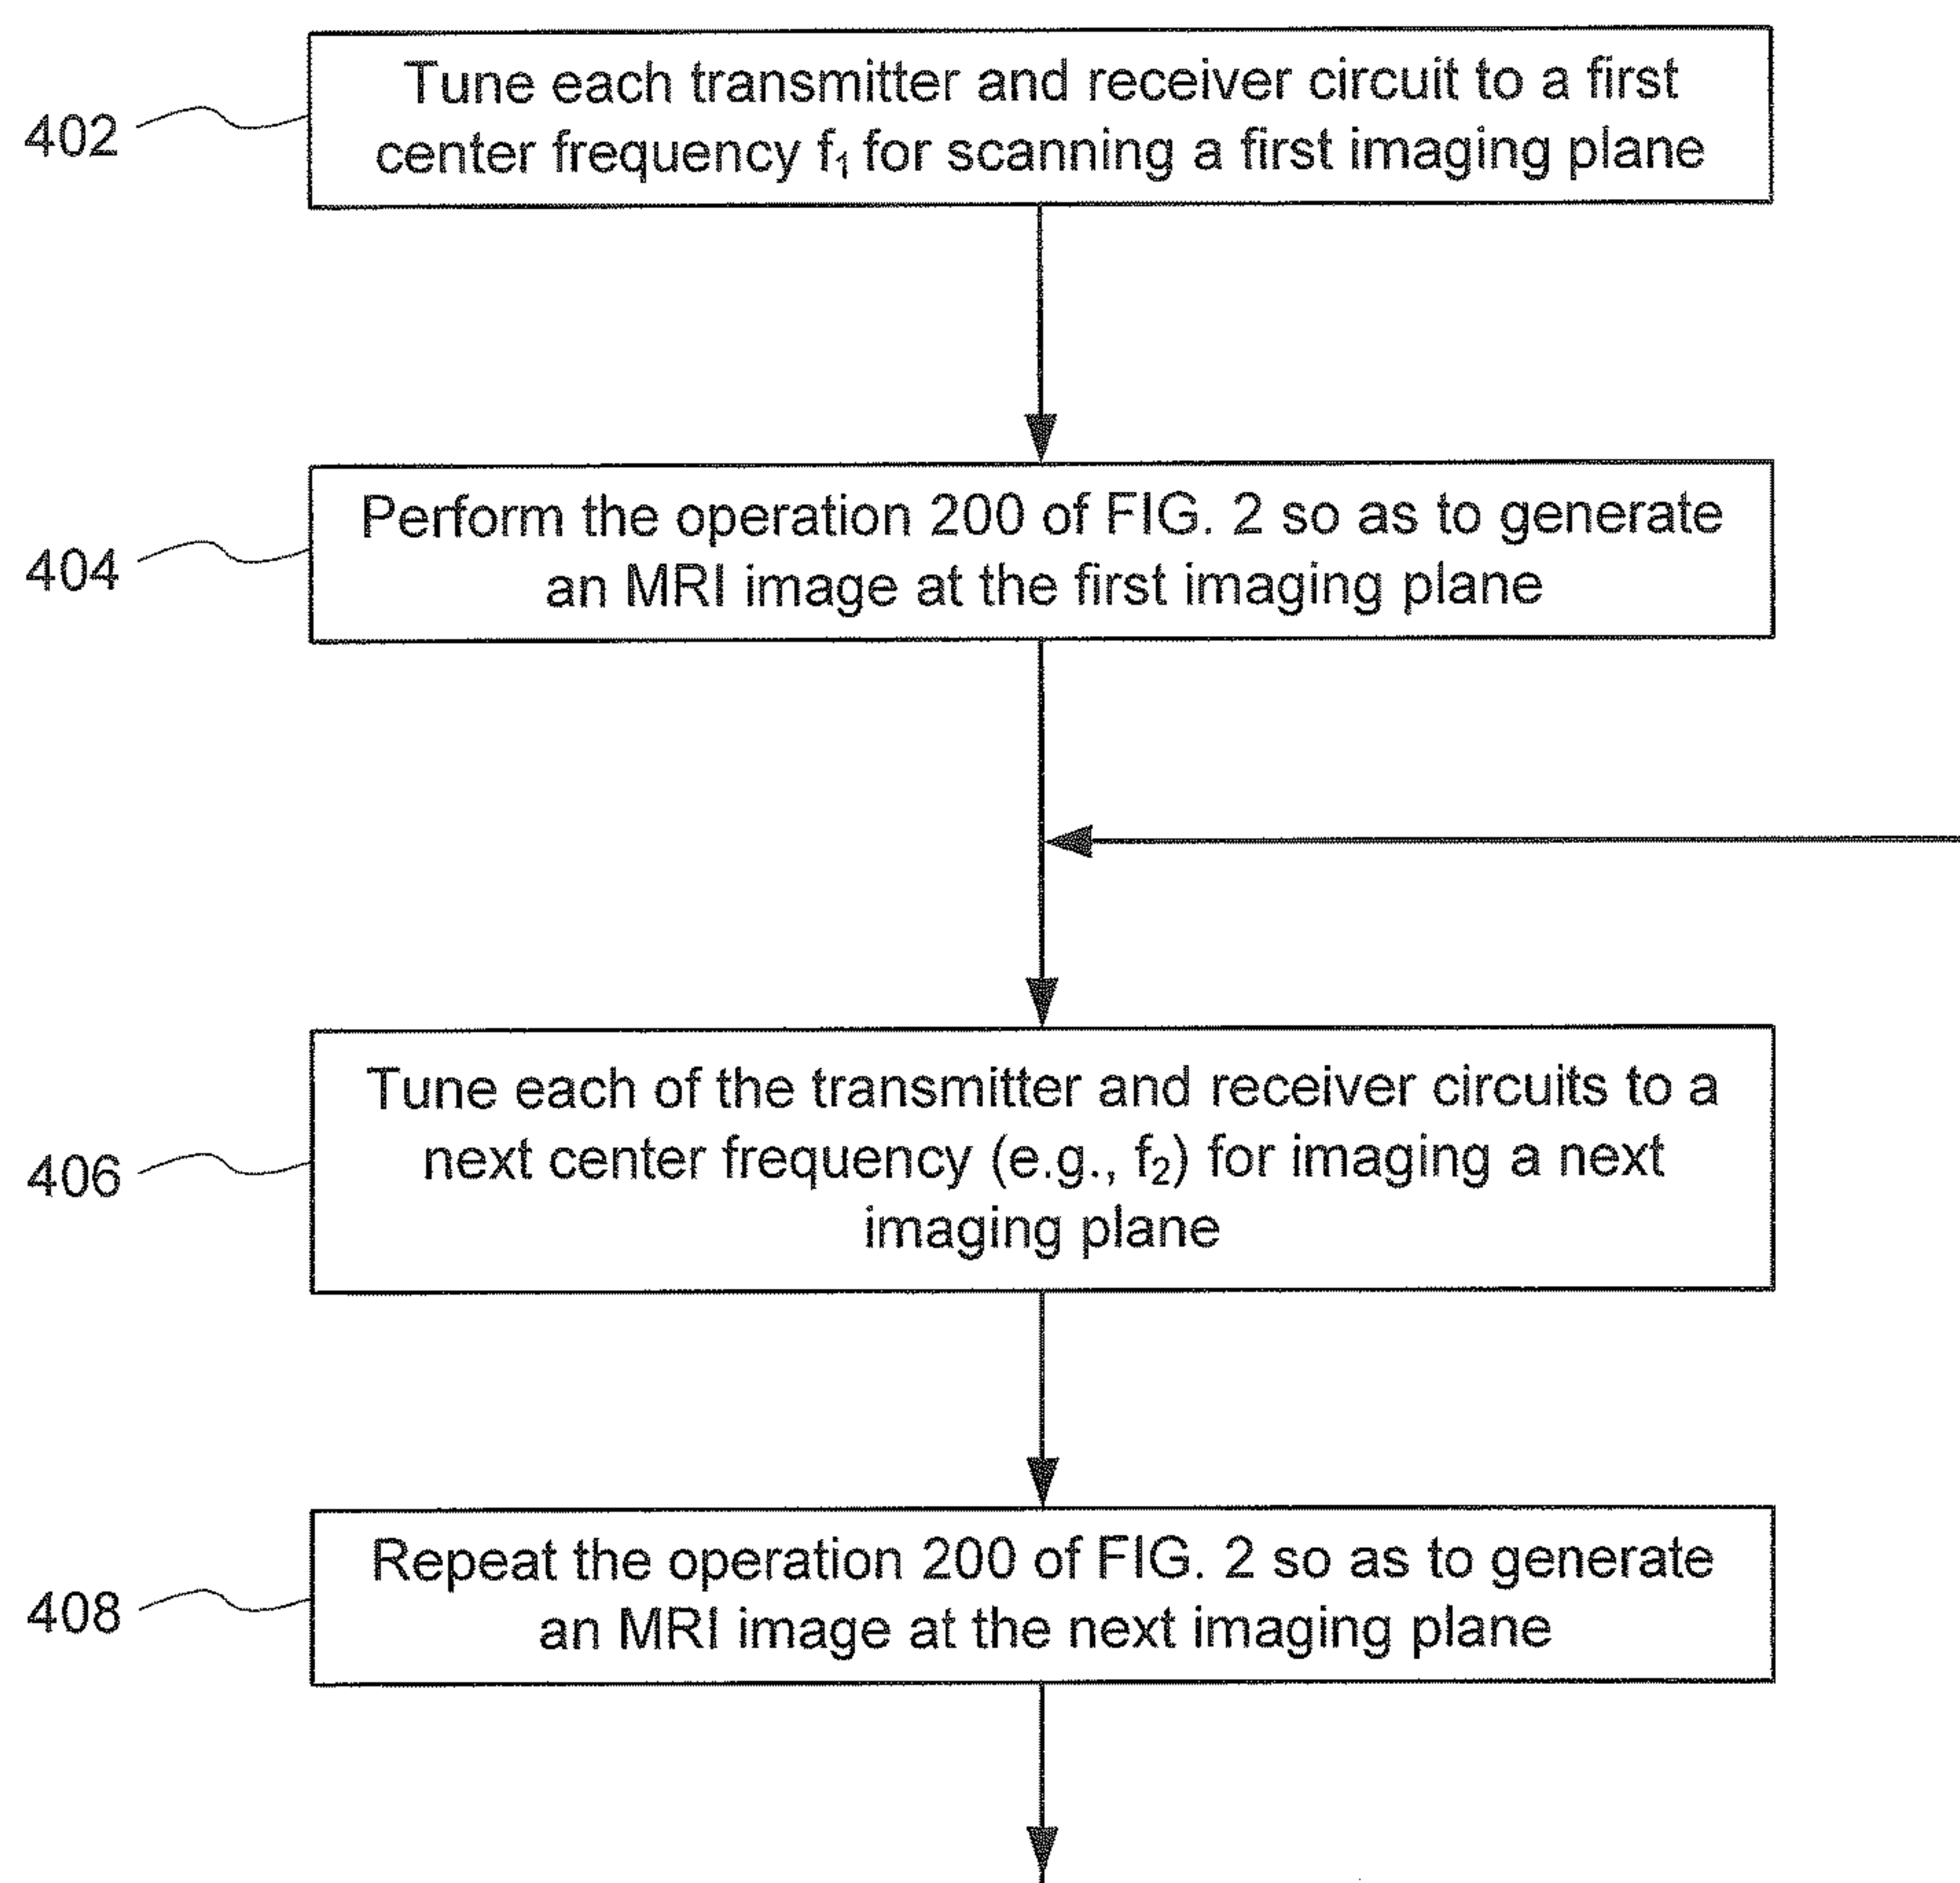 402
Tune each transmitter and receiver circuit to a first
center frequency f₁ for scanning a first imaging plane
404
Perform the operation 200 of FIG. 2 so as to generate
an MRI image at the first imaging plane
406
Tune each of the transmitter and receiver circuits to a
next center frequency (e.g., f₂) for imaging a next
imaging plane
408
Repeat the operation 200 of FIG. 2 so as to generate
an MRI image at the next imaging plane